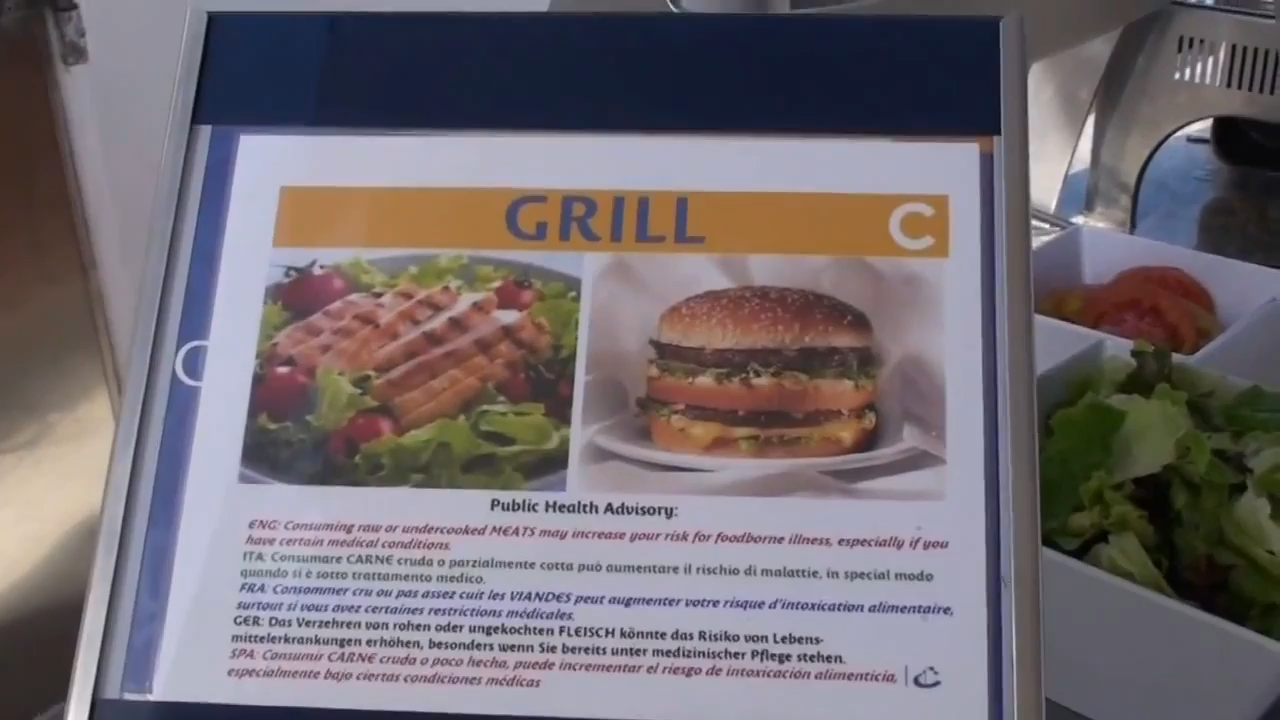 GRILL C
Public Health Advisory:
ENG: Consuming raw or undercooked MEATS may increase your risk for foodborne illness, especially if you
have certain medical conditions.
ITA: Consumare CARNE cruda o parzialmente cotta può aumentare il rischio di malattie, in special modo
quando si è sotto trattamento medico.
FRA: Consommer cru ou pas assez cuit les VIANDES peut augmenter votre risque d'intoxication alimentaire,
surtout si vous avez certaines restrictions médicales.
GER: Das Verzehren von rohen oder ungekochten FLEISCH könnte das Risiko von Lebens-
mittelerkrankungen erhöhen, besonders wenn Sie bereits unter medizinischer Pflege stehen.
SPA: Consumir CARNE cruda o poco hecha, puede incrementar el riesgo de intoxicación alimenticia,
especialmente bajo ciertas condiciones médicas